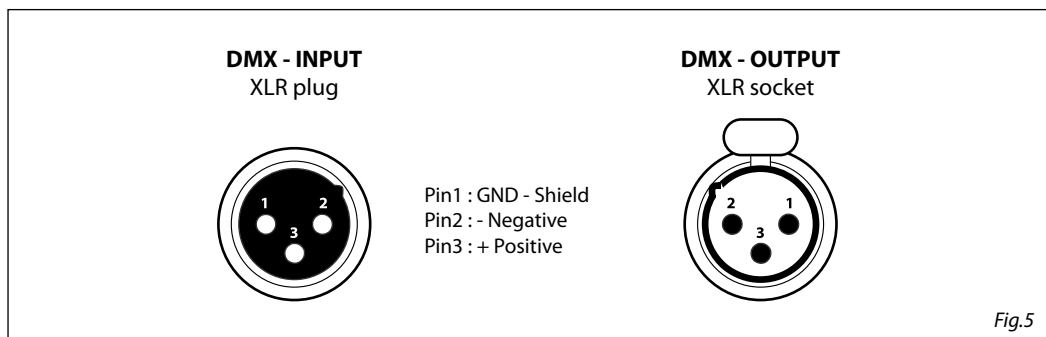 DMX - INPUT
XLR plug
1
2
3
Pin1 : GND - Shield
Pin2 : - Negative
Pin3 : + Positive
DMX - OUTPUT
XLR socket
2
1
3
Fig.5